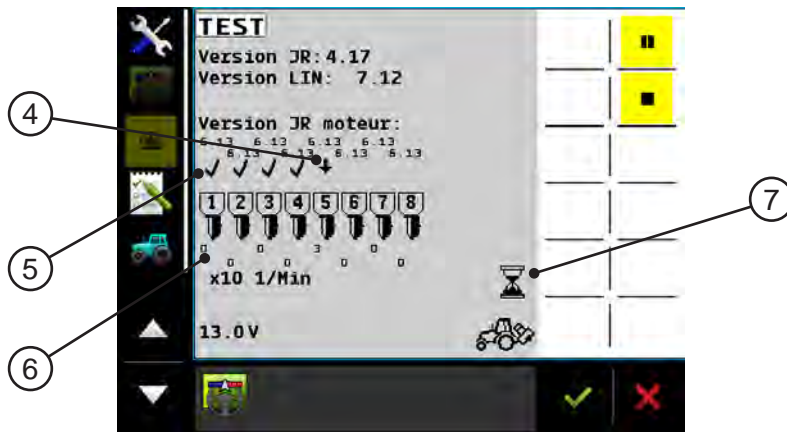 TEST
Version JR:4.17
Version LIN: 7.12
Version JR moteur:
6.13 6.13 6.13 6.13
6.13 6.13 6.13 6.13
1 2 3 4 5 6 7 8
0 0 3 0
0 0 0 0
x10 1/Min
13.0V
4
5
6
7